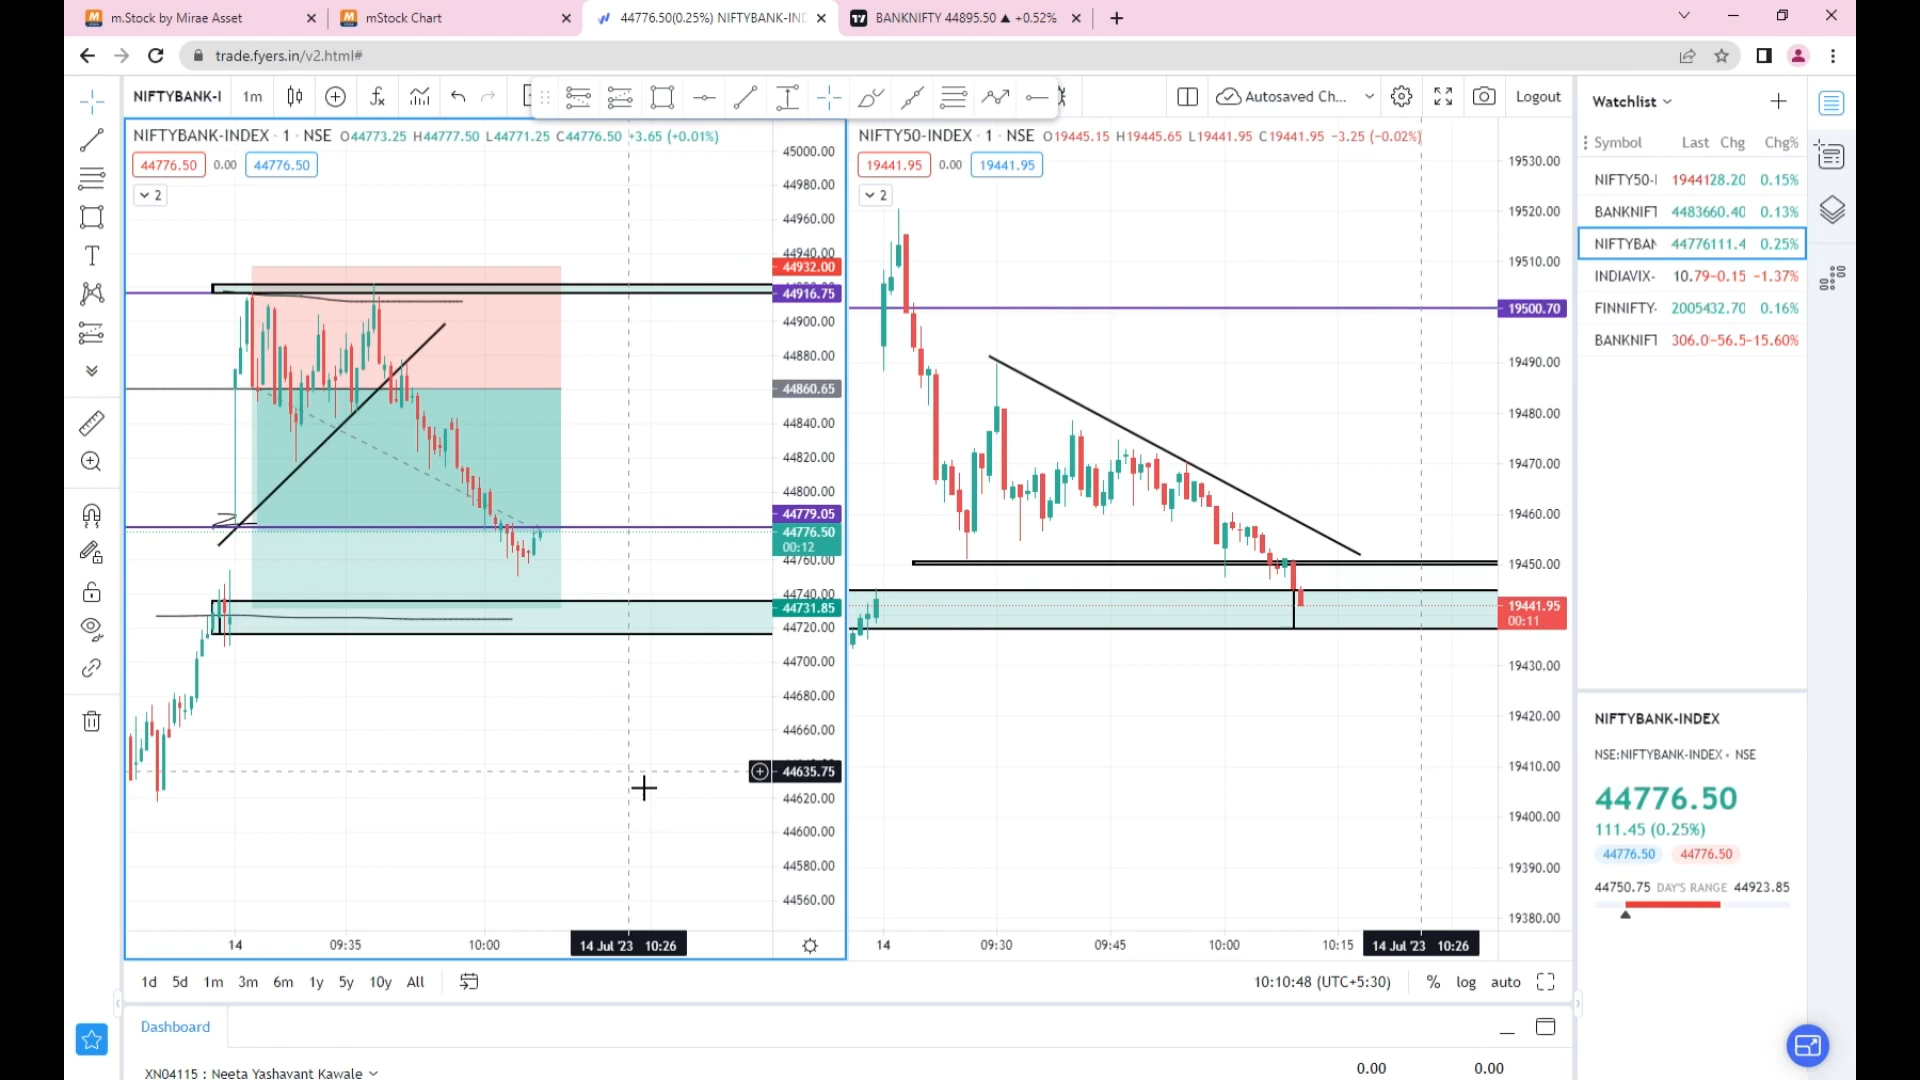 m.Stock by Mirae Asset
mStock Chart
44776.50(0.25%) NIFTYBANK-IND
BANKNIFTY 44895.50 ▲ +0.52%
trade.fyers.in/v2.html#
NIFTYBANK-I 1m
Autosaved Ch... Logout
Watchlist
NIFTYBANK-INDEX · 1 · NSE O44773.25 H44777.50 L44771.25 C44776.50 +3.65 (+0.01%)
44776.50 0.00 44776.50
2
45000.00
44980.00
44960.00
44940.00
44932.00
44916.75
44900.00
44880.00
44860.65
44840.00
44820.00
44800.00
44779.05
44776.50
00:12
44760.00
44740.00
44731.85
44720.00
44700.00
44680.00
44660.00
44635.75
44620.00
44600.00
44580.00
44560.00
14 09:35 10:00 14 Jul '23 10:26
NIFTY50-INDEX · 1 · NSE O19445.15 H19445.65 L19441.95 C19441.95 −3.25 (−0.02%)
19441.95 0.00 19441.95
2
19530.00
19520.00
19510.00
19500.70
19490.00
19480.00
19470.00
19460.00
19450.00
19441.95
00:11
19430.00
19420.00
19410.00
19400.00
19390.00
19380.00
14 09:30 09:45 10:00 10:15 14 Jul '23 10:26
Symbol Last Chg Chg%
NIFTY50-I 1944128.20 0.15%
BANKNIFT 4483660.40 0.13%
NIFTYBAN 44776111.4 0.25%
INDIAVIX- 10.79−0.15 −1.37%
FINNIFTY- 2005432.70 0.16%
BANKNIFT 306.0−56.5−15.60%
NIFTYBANK-INDEX
NSE:NIFTYBANK-INDEX • NSE
44776.50
111.45 (0.25%)
44776.50 44776.50
44750.75 DAY'S RANGE 44923.85
1d 5d 1m 3m 6m 1y 5y 10y All
10:10:48 (UTC+5:30) % log auto
Dashboard
XN04115 : Neeta Yashavant Kawale
0.00 0.00